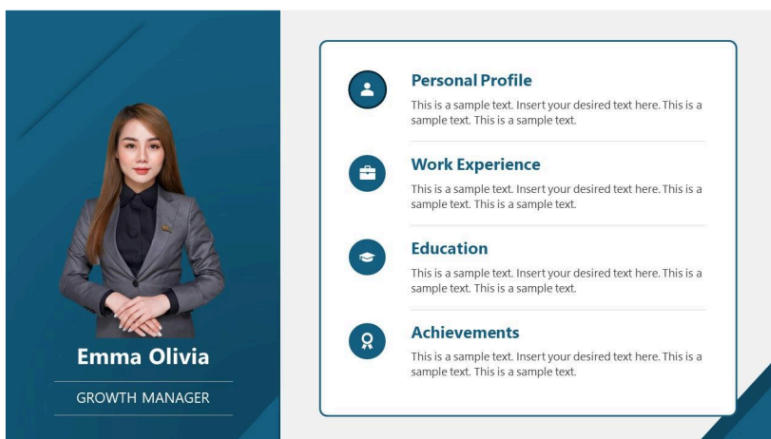 Emma Olivia
GROWTH MANAGER
Personal Profile
This is a sample text. Insert your desired text here. This is a
sample text. This is a sample text.
Work Experience
This is a sample text. Insert your desired text here. This is a
sample text. This is a sample text.
Education
This is a sample text. Insert your desired text here. This is a
sample text. This is a sample text.
Achievements
This is a sample text. Insert your desired text here. This is a
sample text. This is a sample text.